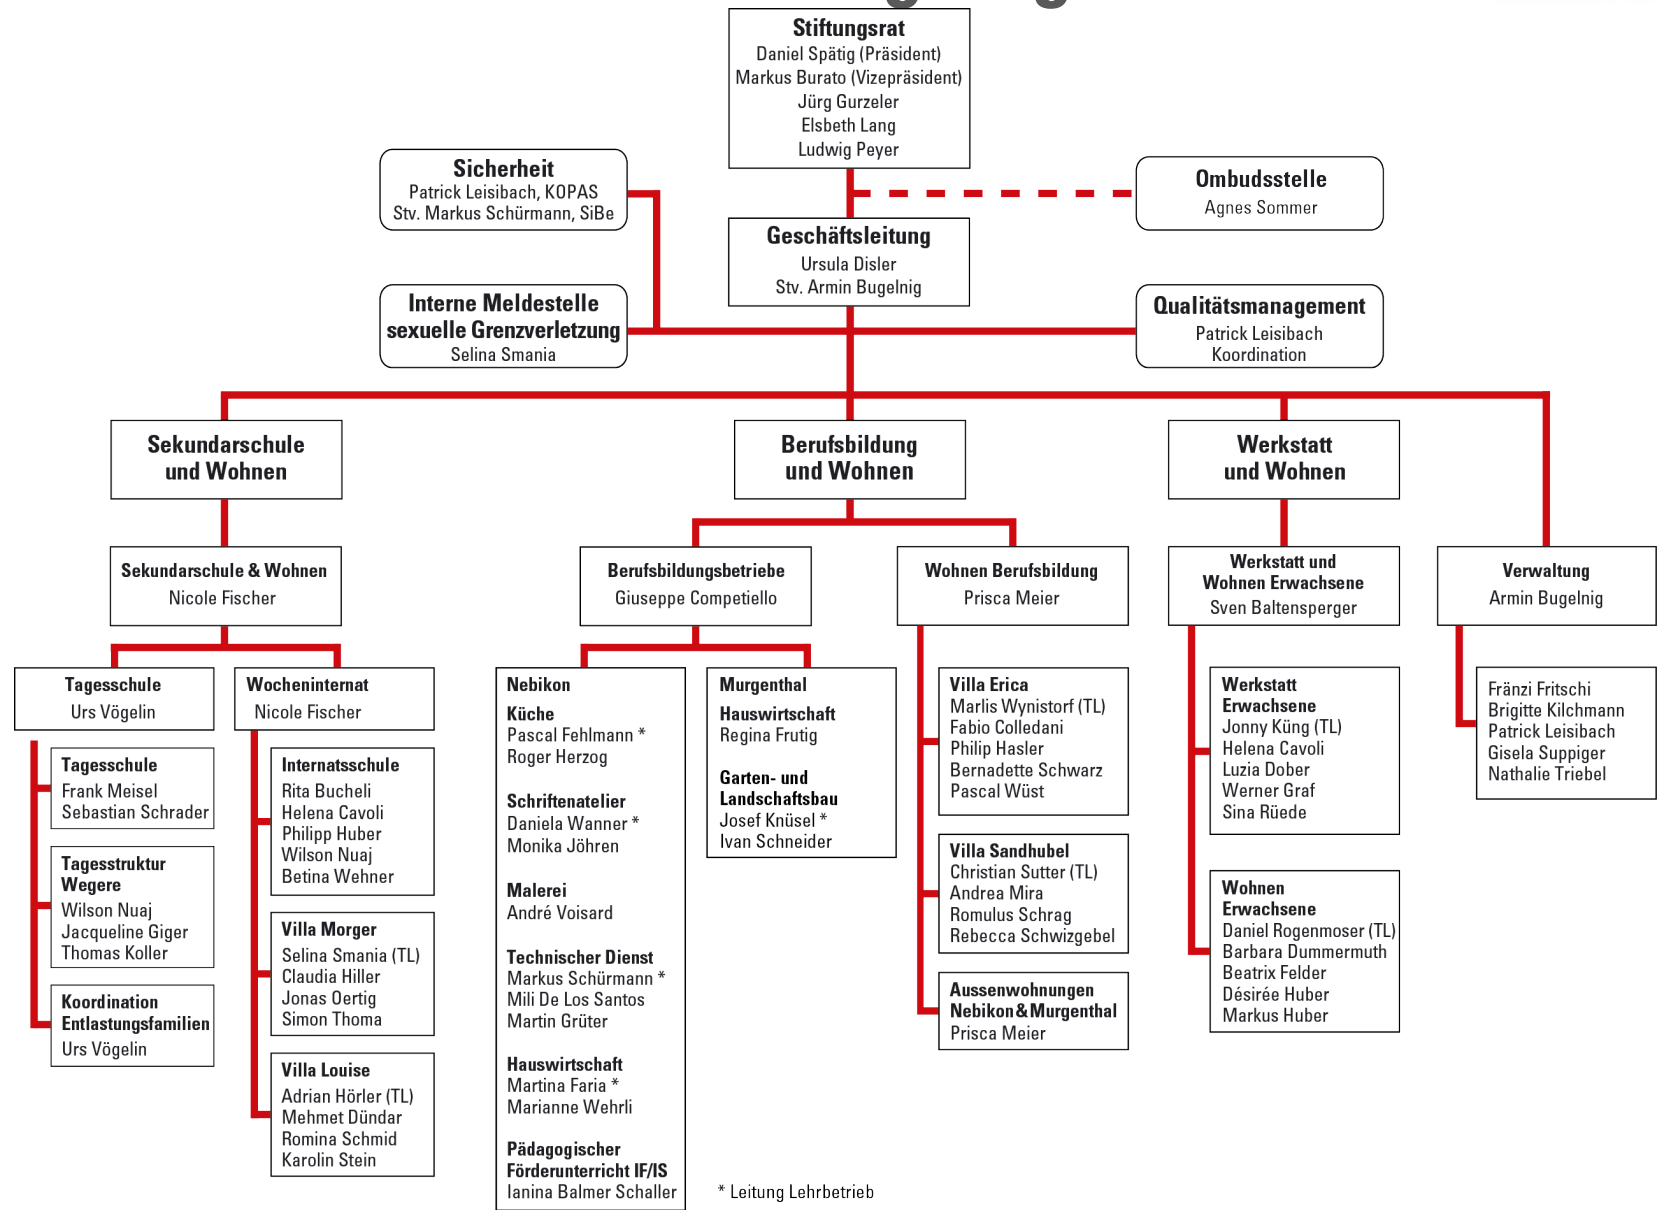 Stiftungsrat
Daniel Spätig (Präsident)
Markus Burato (Vizepräsident)
Jürg Gurzeler
Elsbeth Lang
Ludwig Peyer
Sicherheit
Patrick Leisibach, KOPAS
Stv. Markus Schürmann, SiBe
Ombudsstelle
Agnes Sommer
Geschäftsleitung
Ursula Disler
Stv. Armin Bugelnig
Interne Meldestelle
sexuelle Grenzverletzung
Selina Smania
Qualitätsmanagement
Patrick Leisibach
Koordination
Sekundarschule
und Wohnen
Berufsbildung
und Wohnen
Werkstatt
und Wohnen
Sekundarschule & Wohnen
Nicole Fischer
Berufsbildungsbetriebe
Giuseppe Competiello
Wohnen Berufsbildung
Prisca Meier
Werkstatt und
Wohnen Erwachsene
Sven Baltensperger
Verwaltung
Armin Bugelnig
Tagesschule
Urs Vögelin
Tagesschule
Frank Meisel
Sebastian Schrader
Tagesstruktur
Wegere
Wilson Nuaj
Jacqueline Giger
Thomas Koller
Koordination
Entlastungsfamilien
Urs Vögelin
Wocheninternat
Nicole Fischer
Internatsschule
Rita Bucheli
Helena Cavoli
Philipp Huber
Wilson Nuaj
Betina Wehner
Villa Morger
Selina Smania (TL)
Claudia Hiller
Jonas Oertig
Simon Thoma
Villa Louise
Adrian Hörler (TL)
Mehmet Dündar
Romina Schmid
Karolin Stein
Nebikon
Küche
Pascal Fehlmann *
Roger Herzog
Schriftenatelier
Daniela Wanner *
Monika Jöhren
Malerei
André Voisard
Technischer Dienst
Markus Schürmann *
Mili De Los Santos
Martin Grüter
Hauswirtschaft
Martina Faria *
Marianne Wehrli
Pädagogischer
Förderunterricht IF/IS
Ianina Balmer Schaller
Murgenthal
Hauswirtschaft
Regina Frutig
Garten- und
Landschaftsbau
Josef Knüsel *
Ivan Schneider
* Leitung Lehrbetrieb
Villa Erica
Marlis Wynistorf (TL)
Fabio Colledani
Philip Hasler
Bernadette Schwarz
Pascal Wüst
Villa Sandhubel
Christian Sutter (TL)
Andrea Mira
Romulus Schrag
Rebecca Schwizgebel
Aussenwohnungen
Nebikon & Murgenthal
Prisca Meier
Werkstatt
Erwachsene
Jonny Küng (TL)
Helena Cavoli
Luzia Dober
Werner Graf
Sina Rüede
Wohnen
Erwachsene
Daniel Rogenmoser (TL)
Barbara Dummermuth
Beatrix Felder
Désirée Huber
Markus Huber
Fränzi Fritschi
Brigitte Kilchmann
Patrick Leisibach
Gisela Suppiger
Nathalie Triebel